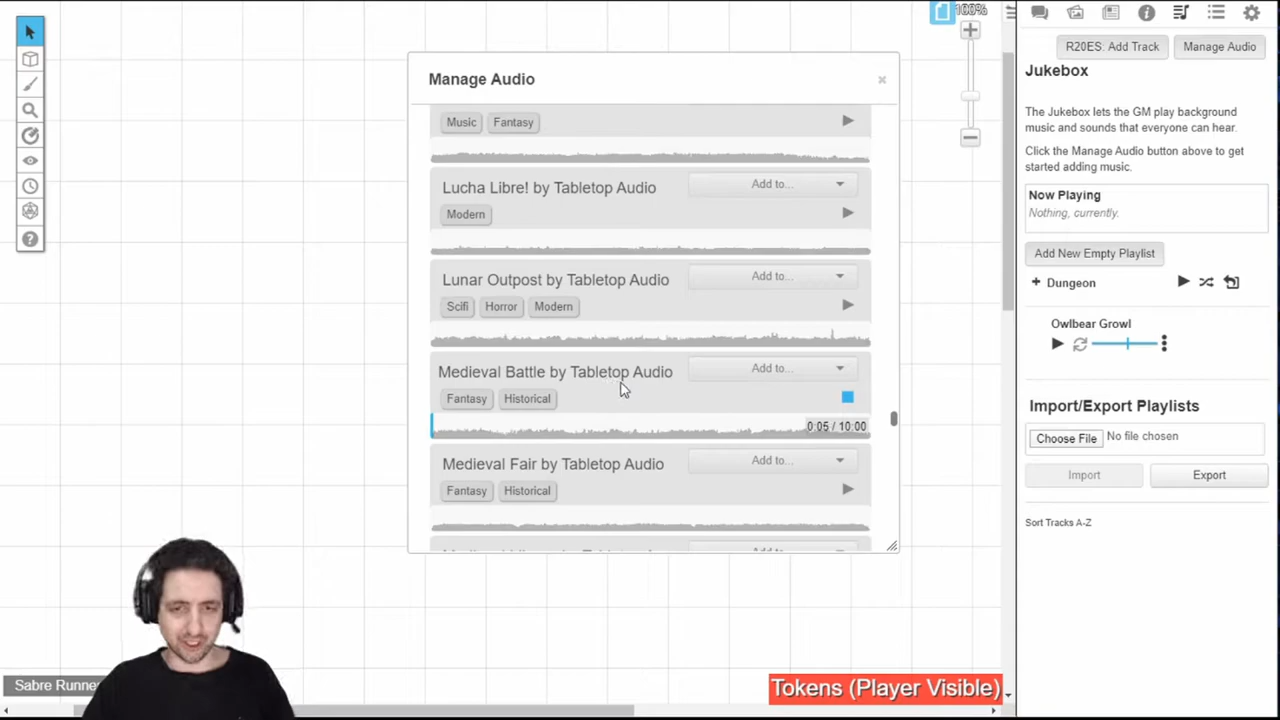 100%
R20ES: Add Track
Manage Audio
Jukebox
The Jukebox lets the GM play background
music and sounds that everyone can hear.
Click the Manage Audio button above to get
started adding music.
Now Playing
Nothing, currently.
Add New Empty Playlist
+ Dungeon
Owlbear Growl
Import/Export Playlists
Choose File No file chosen
Import Export
Sort Tracks A-Z
Manage Audio ×
Music Fantasy
Lucha Libre! by Tabletop Audio Add to...
Modern
Lunar Outpost by Tabletop Audio Add to...
Scifi Horror Modern
Medieval Battle by Tabletop Audio Add to...
Fantasy Historical
0:05 / 10:00
Medieval Fair by Tabletop Audio Add to...
Fantasy Historical
Sabre Runne
Tokens (Player Visible)